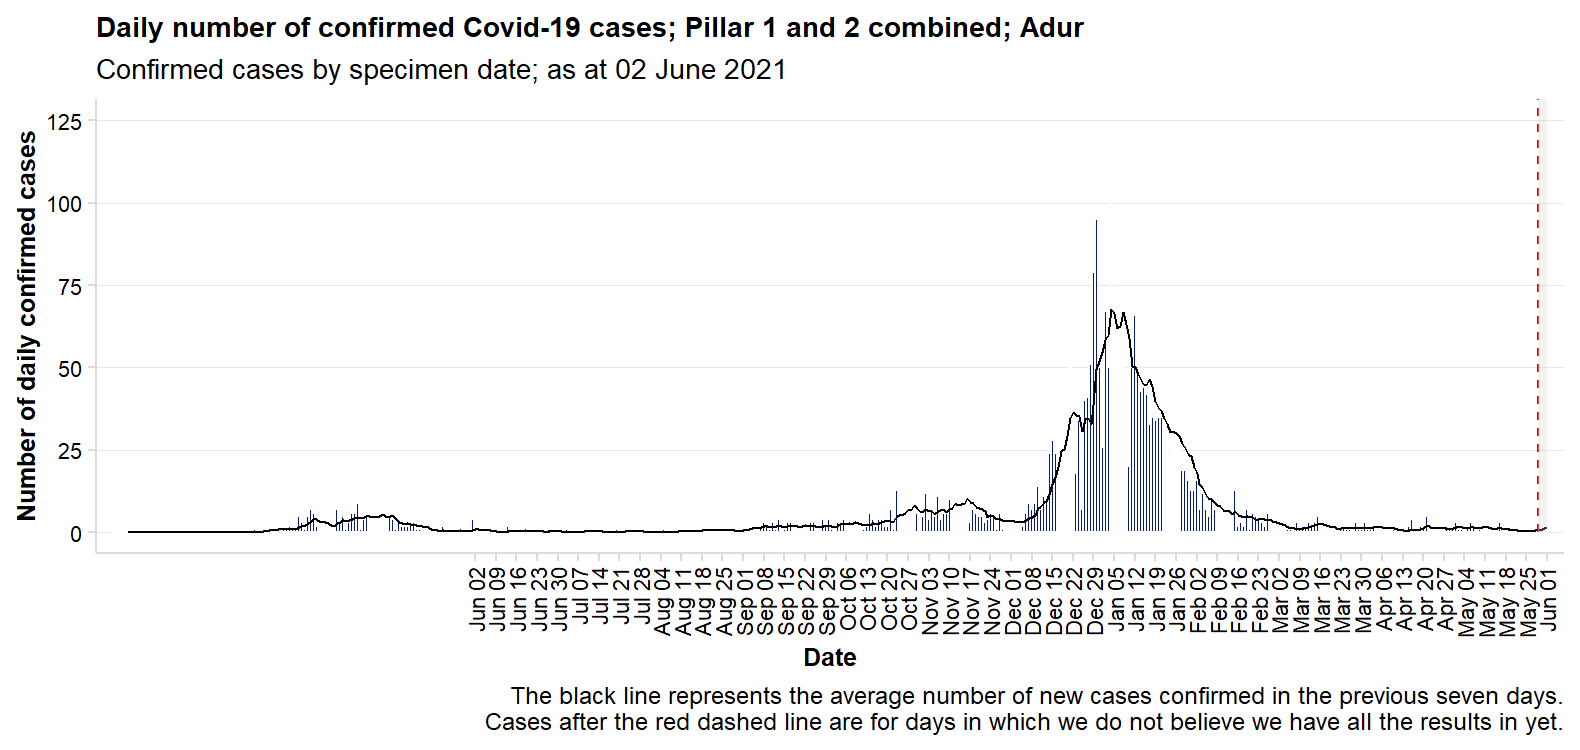 Daily number of confirmed Covid-19 cases; Pillar 1 and 2 combined; Adur
Confirmed cases by specimen date; as at 02 June 2021
Number of daily confirmed cases
125
100
75
50
25
0
Jun 02
Jun 09
Jun 16
Jun 23
Jun 30
Jul 07
Jul 14
Jul 21
Jul 28
Aug 04
Aug 11
Aug 18
Aug 25
Sep 01
Sep 08
Sep 15
Sep 22
Sep 29
Oct 06
Oct 13
Oct 20
Oct 27
Nov 03
Nov 10
Nov 17
Nov 24
Dec 01
Dec 08
Dec 15
Dec 22
Dec 29
Jan 05
Jan 12
Jan 19
Jan 26
Feb 02
Feb 09
Feb 16
Feb 23
Mar 02
Mar 09
Mar 16
Mar 23
Mar 30
Apr 06
Apr 13
Apr 20
Apr 27
May 04
May 11
May 18
May 25
Jun 01
Date
The black line represents the average number of new cases confirmed in the previous seven days.
Cases after the red dashed line are for days in which we do not believe we have all the results in yet.